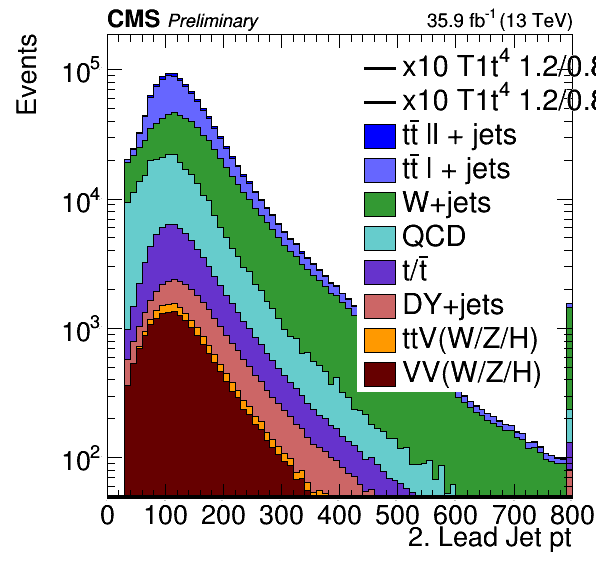 CMS Preliminary 35.9 fb⁻¹ (13 TeV)
Events
10⁵
10⁴
10³
10²
x10 T1t⁴ 1.2/0.8
x10 T1t⁴ 1.2/0.8
tt̄ ll + jets
tt̄ l + jets
W+jets
QCD
t/t̄
DY+jets
ttV(W/Z/H)
VV(W/Z/H)
0 100 200 300 400 500 600 700 800
2. Lead Jet pt